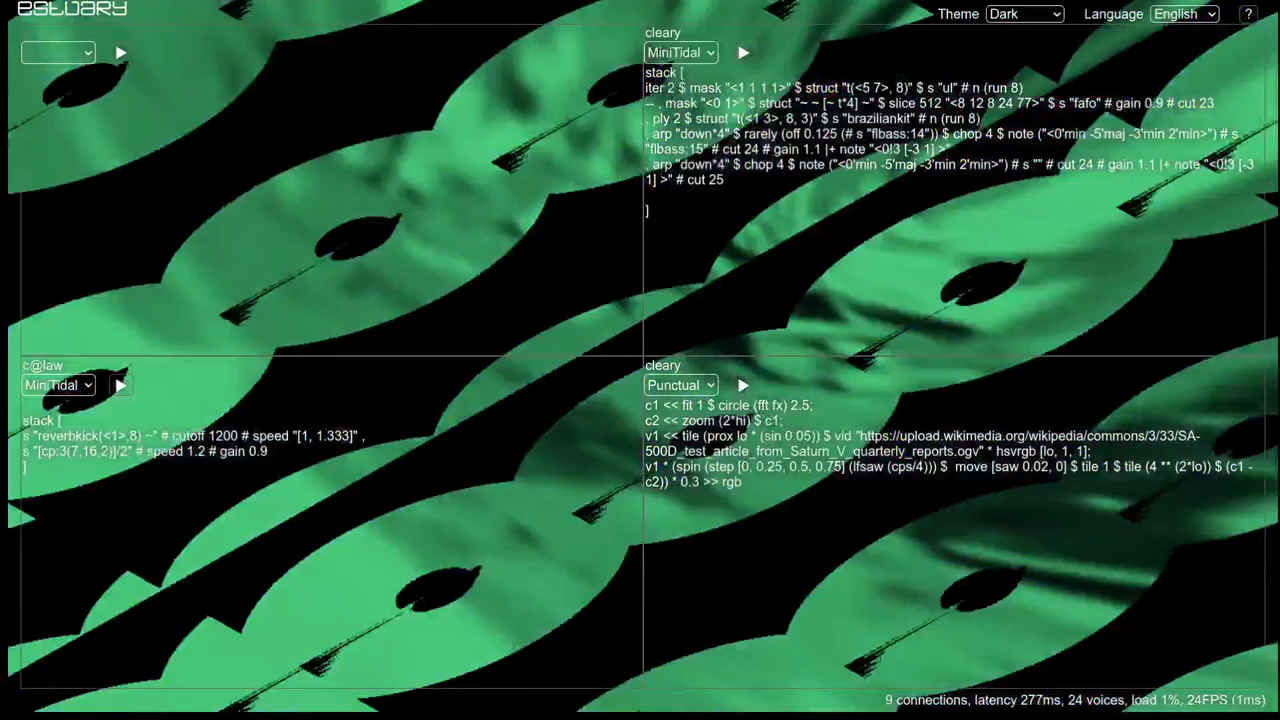 estuary
Theme Dark Language English ?
cleary
MiniTidal
stack [
iter 2 $ mask "<1 1 1 1>" $ struct "t(<5 7>, 8)" $ s "ul" # n (run 8)
-- , mask "<0 1>" $ struct "~ ~ [~ t*4] ~" $ slice 512 "<8 12 8 24 77>" $ s "fafo" # gain 0.9 # cut 23
, ply 2 $ struct "t(<1 3>, 8, 3)" $ s "braziliankit" # n (run 8)
, arp "down*4" $ rarely (off 0.125 (# s "flbass:14")) $ chop 4 $ note ("<0'min -5'maj -3'min 2'min>") # s
"flbass:15" # cut 24 # gain 1.1 |+ note "<0!3 [-3 1] >"
, arp "down*4" $ chop 4 $ note ("<0'min -5'maj -3'min 2'min>") # s "" # cut 24 # gain 1.1 |+ note "<0!3 [-3
1] >" # cut 25
]
c@law
MiniTidal
stack [
s "reverbkick(<1>,8) ~" # cutoff 1200 # speed "[1, 1.333]" ,
s "[cp:3(7,16,2)]/2" # speed 1.2 # gain 0.9
]
cleary
Punctual
c1 << fit 1 $ circle (fft fx) 2.5;
c2 << zoom (2*hi) $ c1;
v1 << tile (prox lo * (sin 0.05)) $ vid "https://upload.wikimedia.org/wikipedia/commons/3/33/SA-
500D_test_article_from_Saturn_V_quarterly_reports.ogv" * hsvrgb [lo, 1, 1];
v1 * (spin (step [0, 0.25, 0.5, 0.75] (lfsaw (cps/4))) $  move [saw 0.02, 0] $ tile 1 $ tile (4 ** (2*lo)) $ (c1 -
c2)) * 0.3 >> rgb
9 connections, latency 277ms, 24 voices, load 1%, 24FPS (1ms)